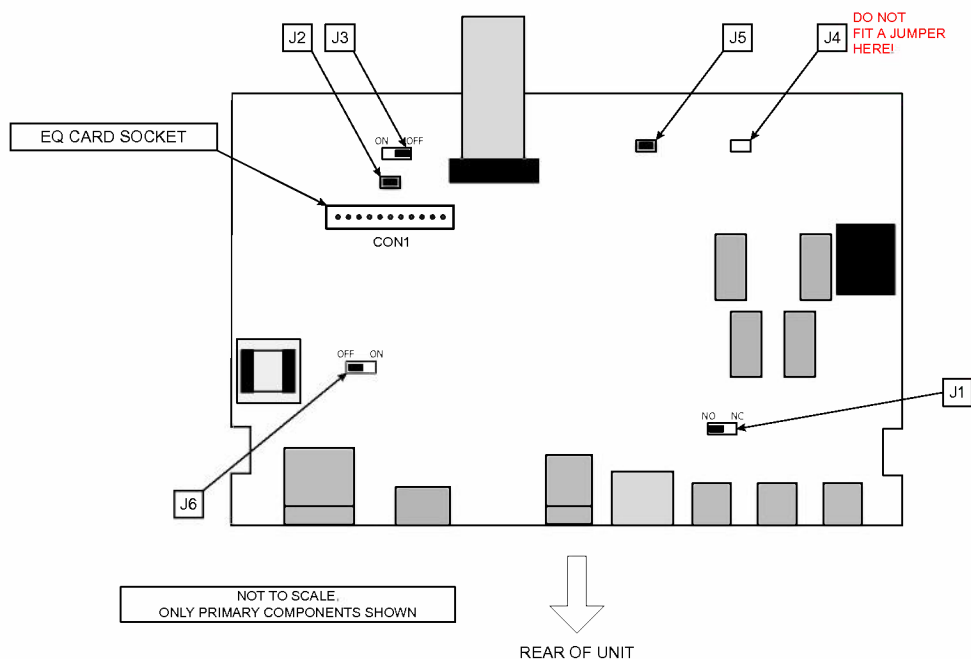 DO NOT
FIT A JUMPER
HERE!
J2
J3
J5
J4
EQ CARD SOCKET
ON
OFF
CON1
OFF
ON
J1
NO
NC
J6
NOT TO SCALE,
ONLY PRIMARY COMPONENTS SHOWN
REAR OF UNIT